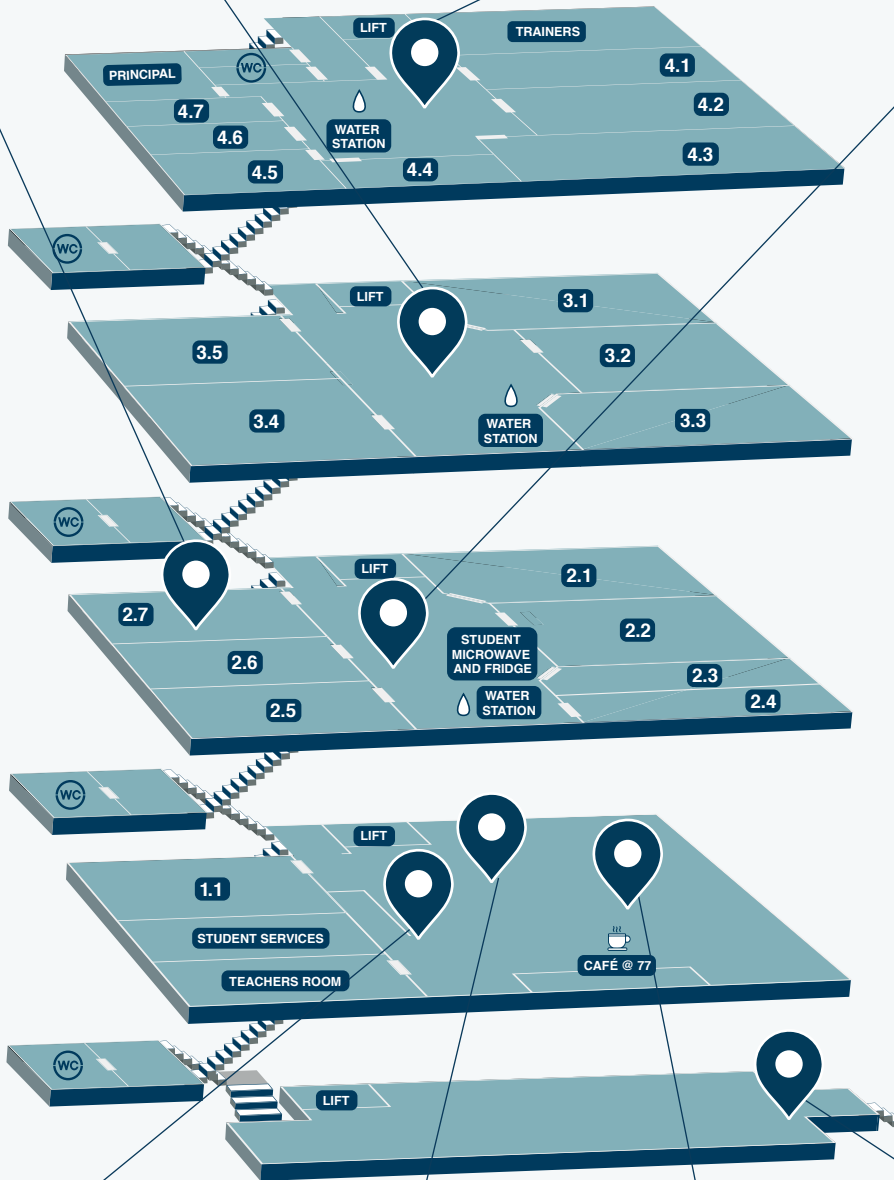 LIFT
TRAINERS
PRINCIPAL
WC
4.1
4.7
4.2
WATER
STATION
4.6
4.3
4.5
4.4
WC
LIFT
3.1
3.5
3.2
3.4
WATER
STATION
3.3
WC
LIFT
2.1
2.7
2.2
STUDENT
MICROWAVE
AND FRIDGE
2.6
2.3
2.5
WATER
STATION
2.4
WC
LIFT
1.1
STUDENT SERVICES
CAFÉ @ 77
TEACHERS ROOM
WC
LIFT